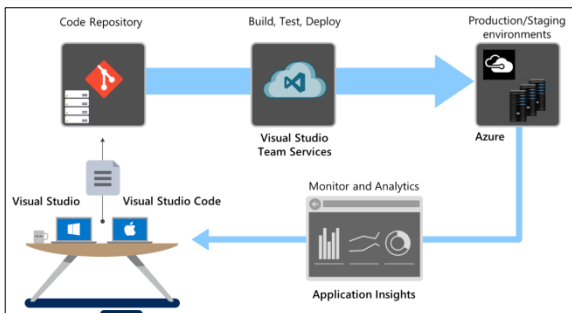 Code Repository
Build, Test, Deploy
Production/Staging
environments
Visual Studio
Team Services
Azure
Visual Studio
Visual Studio Code
Monitor and Analytics
Application Insights